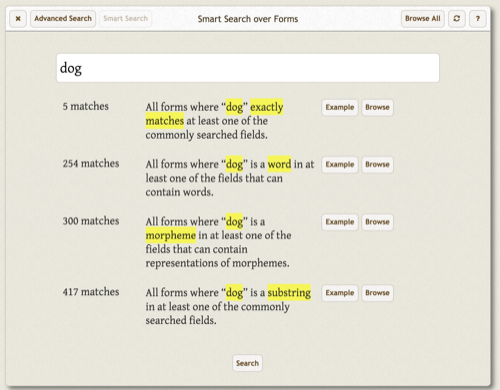 ✖ Advanced Search Smart Search Smart Search over Forms Browse All ?
dog
5 matches All forms where “dog” exactly Example Browse
matches at least one of the
commonly searched fields.
254 matches All forms where “dog” is a word in at Example Browse
least one of the fields that can
contain words.
300 matches All forms where “dog” is a Example Browse
morpheme in at least one of the
fields that can contain
representations of morphemes.
417 matches All forms where “dog” is a substring Example Browse
in at least one of the commonly
searched fields.
Search